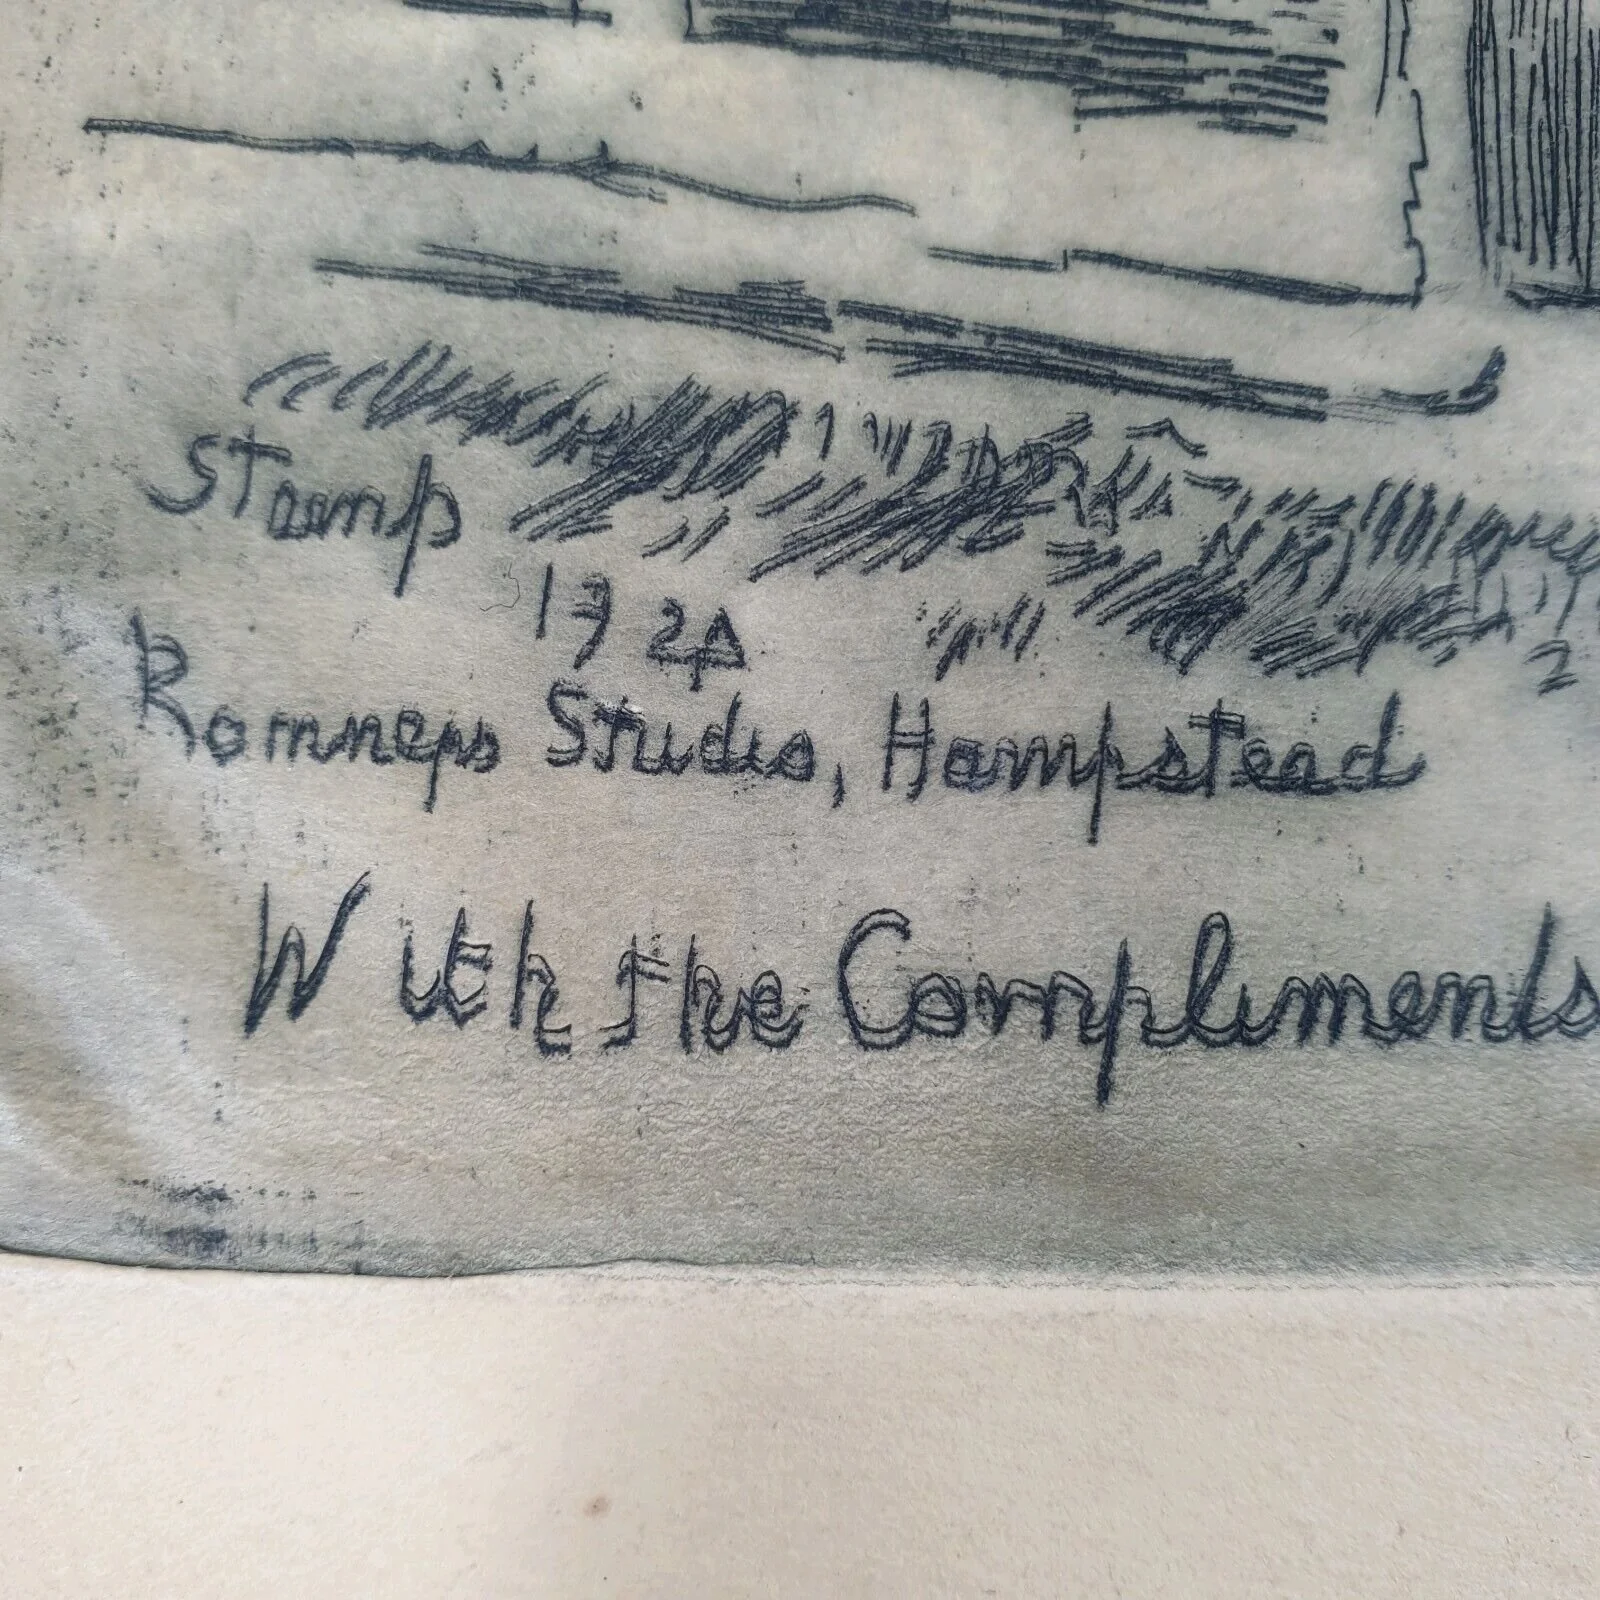 Stamp
1924
Romneys Studio, Hampstead
With the Compliments